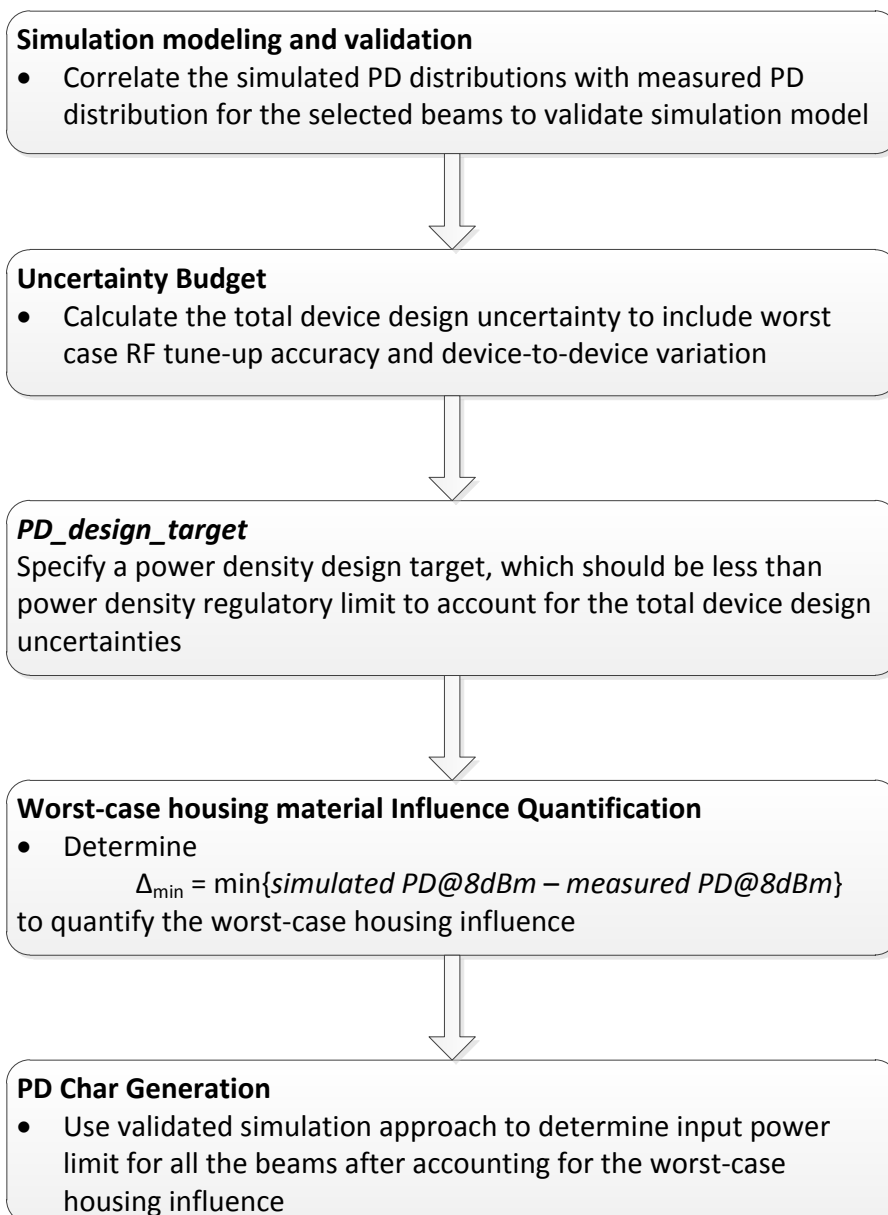 Simulation modeling and validation
• Correlate the simulated PD distributions with measured PD
distribution for the selected beams to validate simulation model
Uncertainty Budget
• Calculate the total device design uncertainty to include worst
case RF tune-up accuracy and device-to-device variation
PD_design_target
Specify a power density design target, which should be less than
power density regulatory limit to account for the total device design
uncertainties
Worst-case housing material Influence Quantification
• Determine
Δmin = min{simulated PD@8dBm – measured PD@8dBm}
to quantify the worst-case housing influence
PD Char Generation
• Use validated simulation approach to determine input power
limit for all the beams after accounting for the worst-case
housing influence